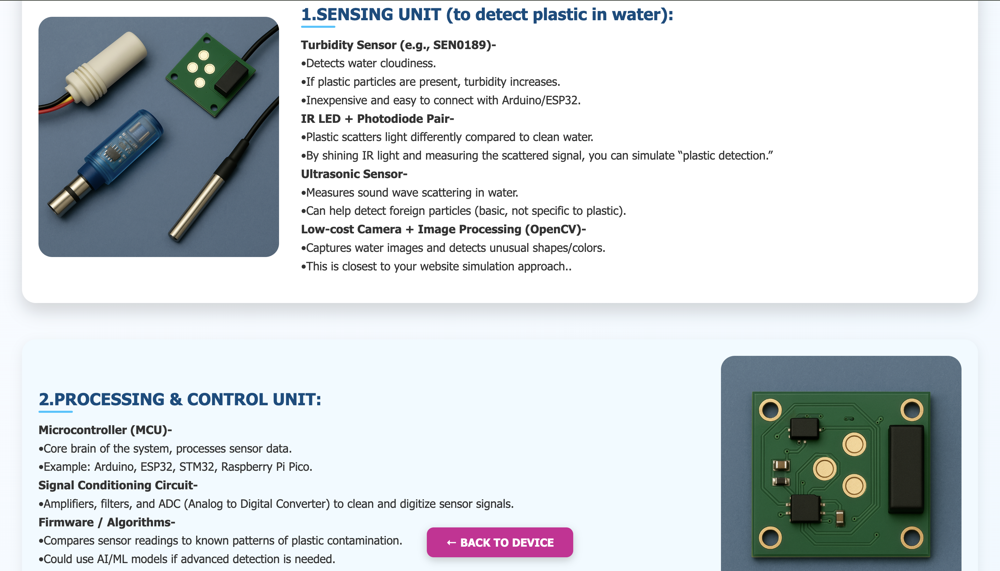 1.SENSING UNIT (to detect plastic in water):
Turbidity Sensor (e.g., SEN0189)-
•Detects water cloudiness.
•If plastic particles are present, turbidity increases.
•Inexpensive and easy to connect with Arduino/ESP32.
IR LED + Photodiode Pair-
•Plastic scatters light differently compared to clean water.
•By shining IR light and measuring the scattered signal, you can simulate “plastic detection.”
Ultrasonic Sensor-
•Measures sound wave scattering in water.
•Can help detect foreign particles (basic, not specific to plastic).
Low-cost Camera + Image Processing (OpenCV)-
•Captures water images and detects unusual shapes/colors.
•This is closest to your website simulation approach..
2.PROCESSING & CONTROL UNIT:
Microcontroller (MCU)-
•Core brain of the system, processes sensor data.
•Example: Arduino, ESP32, STM32, Raspberry Pi Pico.
Signal Conditioning Circuit-
•Amplifiers, filters, and ADC (Analog to Digital Converter) to clean and digitize sensor signals.
Firmware / Algorithms-
•Compares sensor readings to known patterns of plastic contamination.
•Could use AI/ML models if advanced detection is needed.
← BACK TO DEVICE